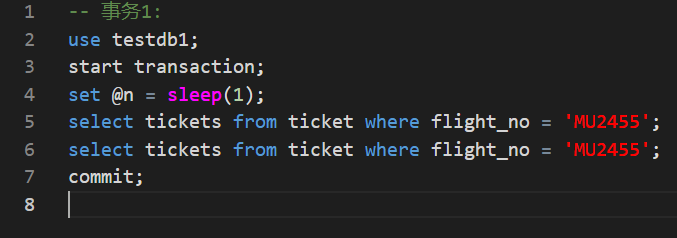 1 -- 事务1:
2 use testdb1;
3 start transaction;
4 set @n = sleep(1);
5 select tickets from ticket where flight_no = 'MU2455';
6 select tickets from ticket where flight_no = 'MU2455';
7 commit;
8